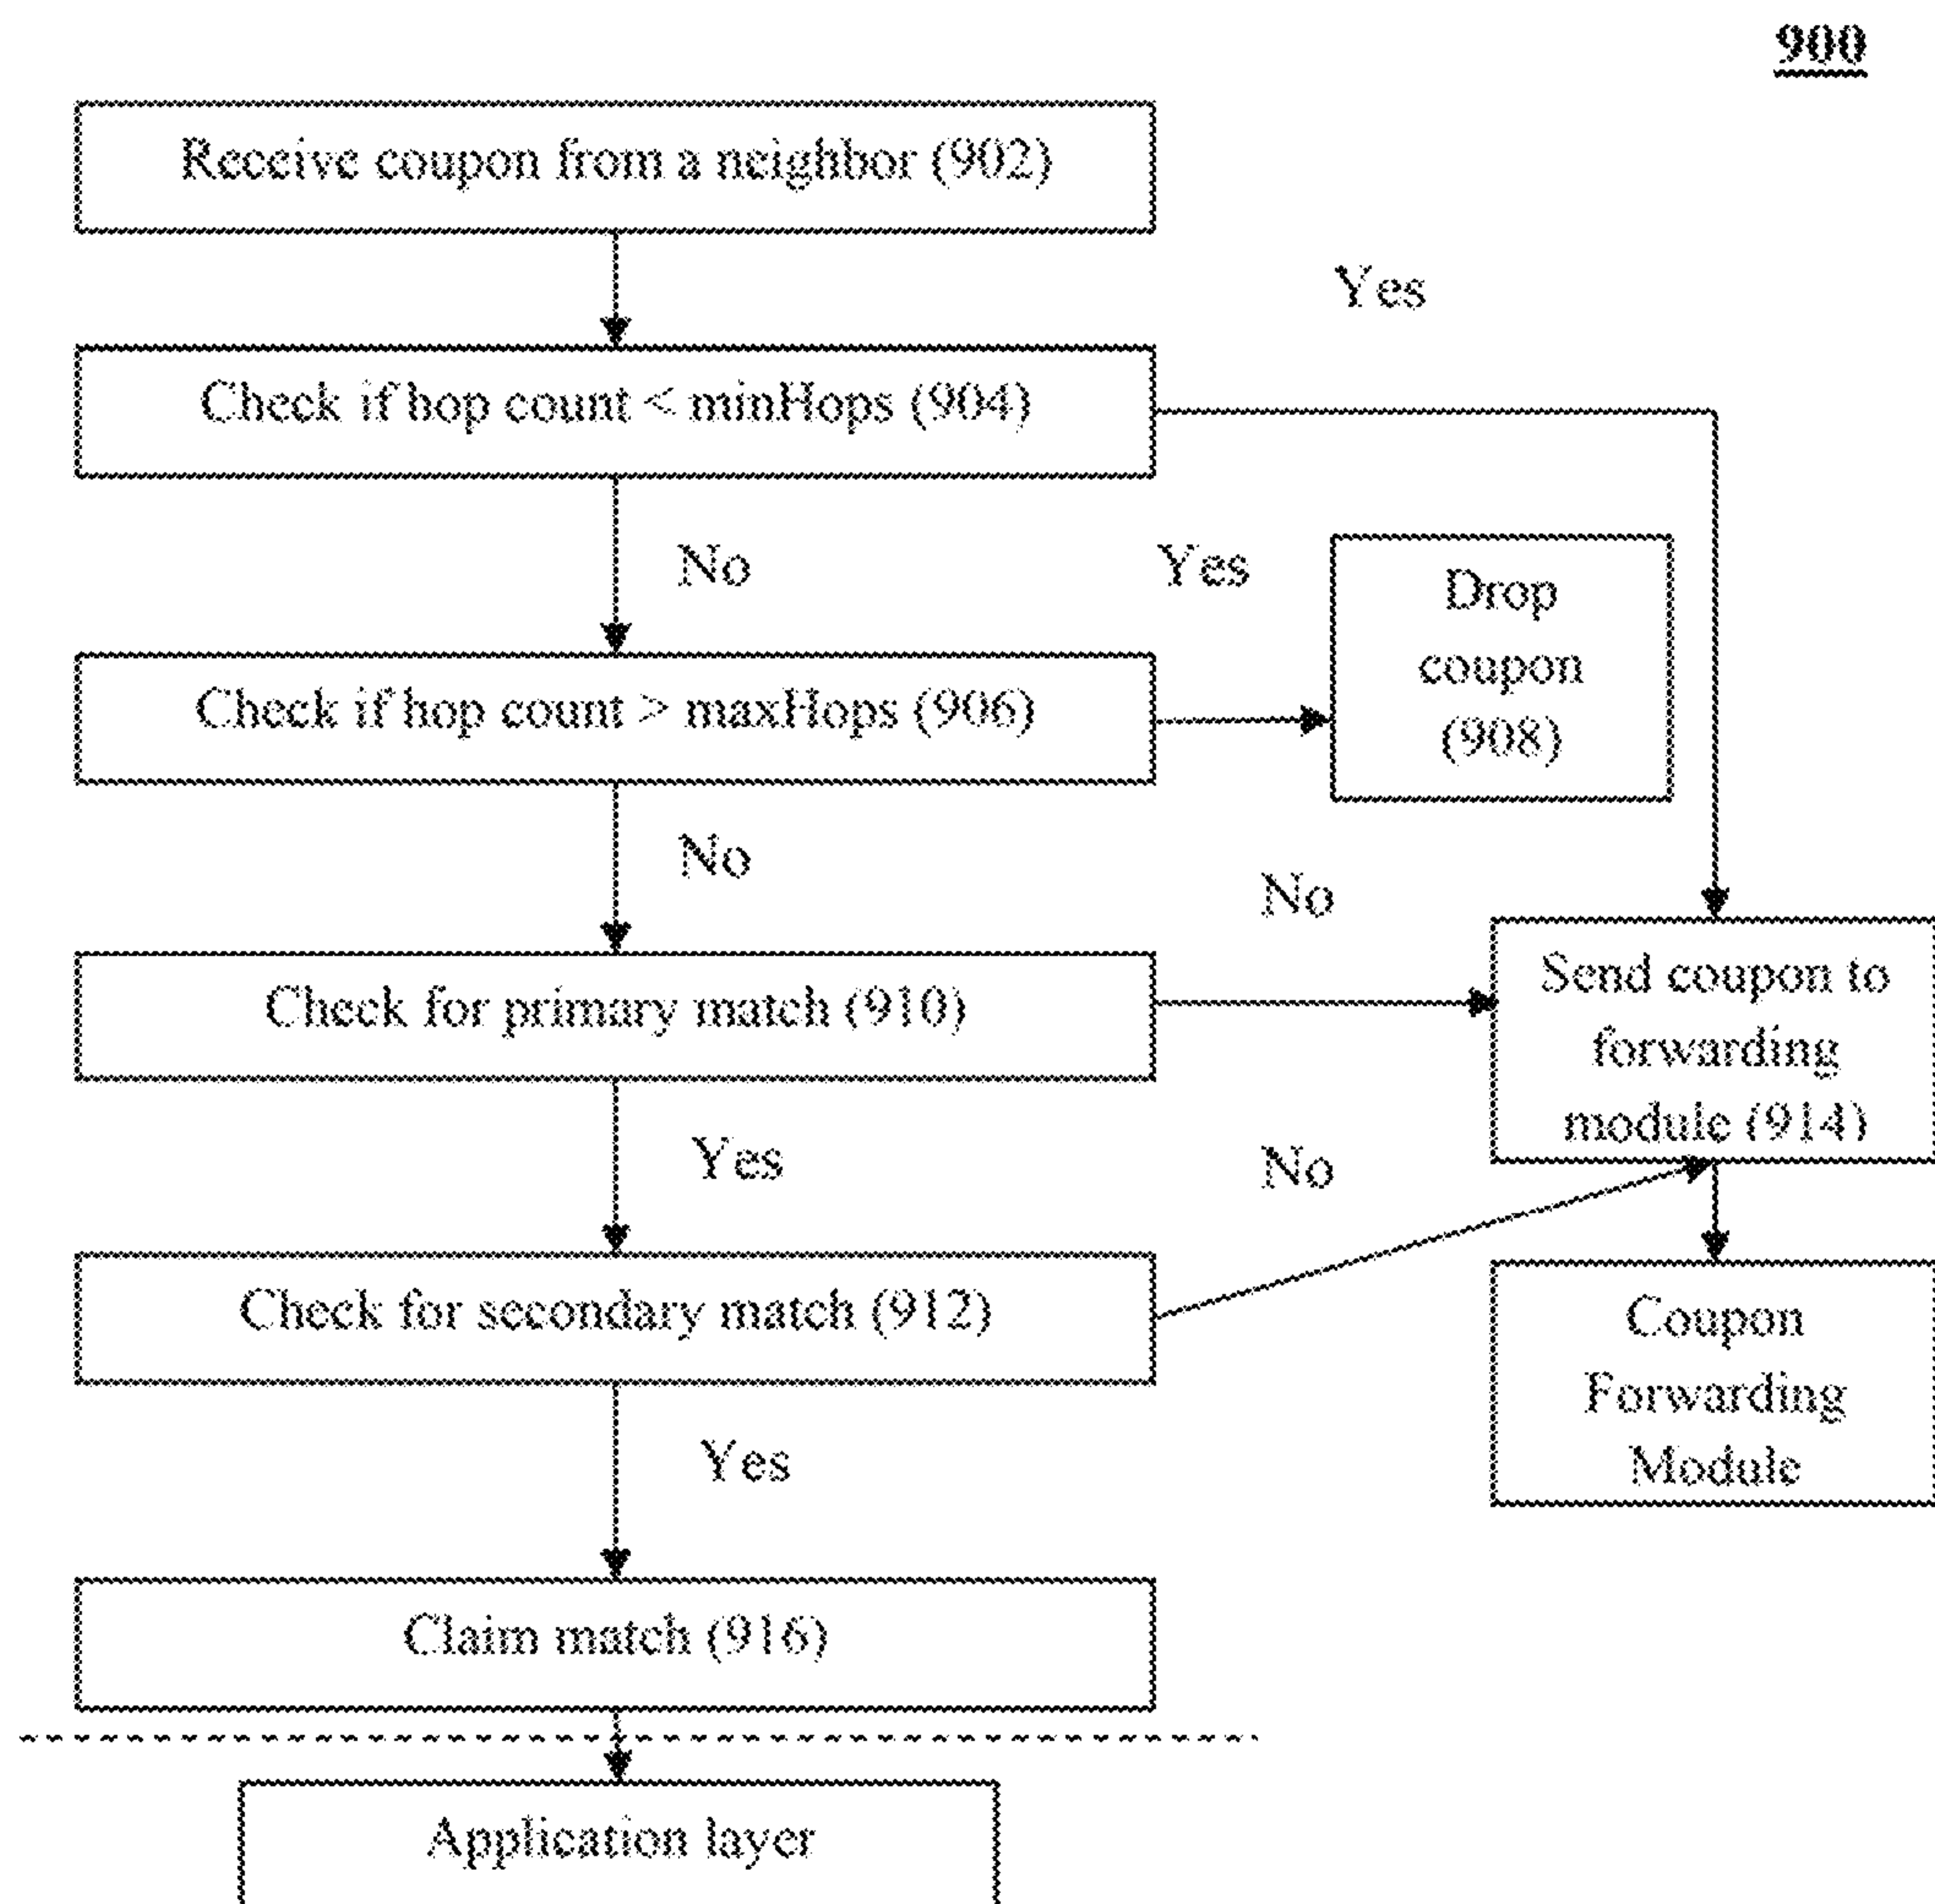 900
Receive coupon from a neighbor (902)
Yes
Check if hop count < minHops (904)
No
Yes
Drop
coupon
(908)
Check if hop count > maxHops (906)
No
No
Check for primary match (910)
Send coupon to
forwarding
module (914)
Yes
No
Check for secondary match (912)
Coupon
Forwarding
Module
Yes
Claim match (916)
Application layer